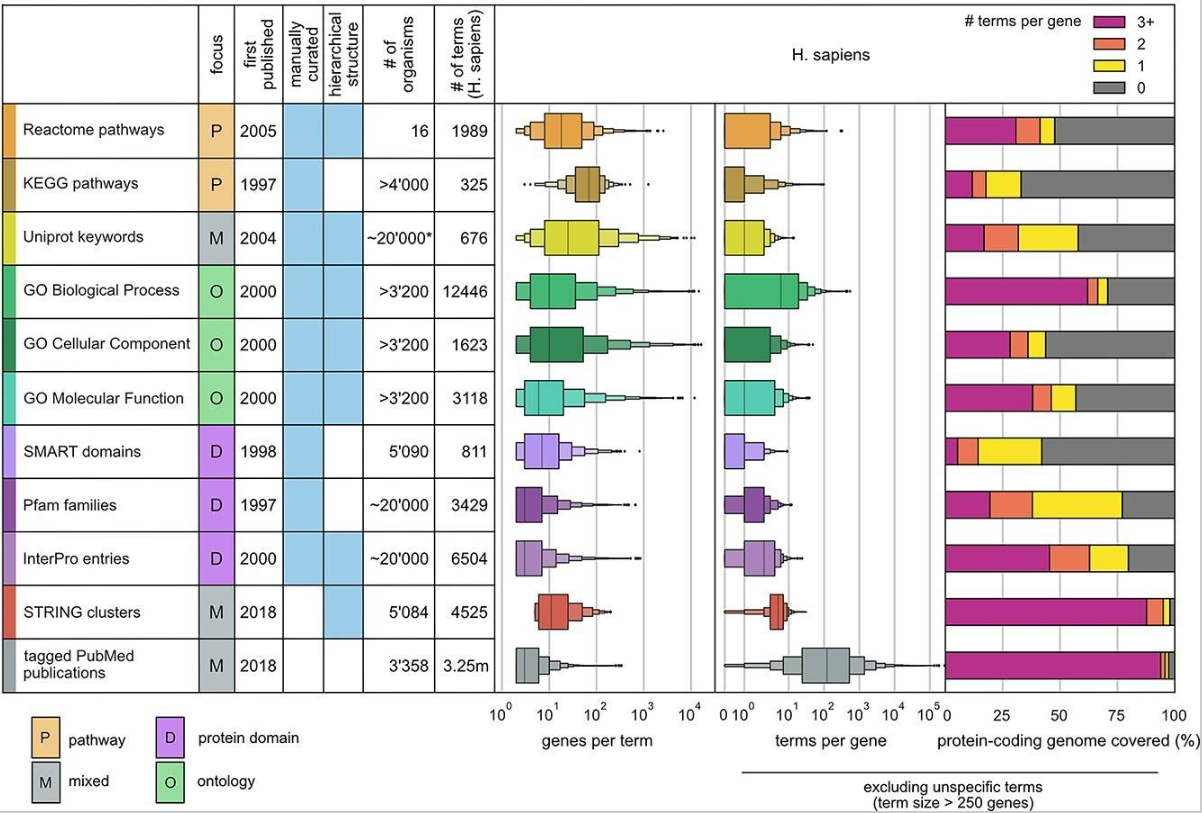 focus
first published
manually curated
hierarchical structure
# of organisms
# of terms (H. sapiens)
H. sapiens
# terms per gene
3+
2
1
0
Reactome pathways P 2005 16 1989
KEGG pathways P 1997 >4'000 325
Uniprot keywords M 2004 ~20'000* 676
GO Biological Process O 2000 >3'200 12446
GO Cellular Component O 2000 >3'200 1623
GO Molecular Function O 2000 >3'200 3118
SMART domains D 1998 5'090 811
Pfam families D 1997 ~20'000 3429
InterPro entries D 2000 ~20'000 6504
STRING clusters M 2018 5'084 4525
tagged PubMed
publications M 2018 3'358 3.25m
10⁰ 10¹ 10² 10³ 10⁴
0 10⁰ 10¹ 10² 10³ 10⁴ 10⁵
0 25 50 75 100
genes per term
terms per gene
protein-coding genome covered (%)
P pathway
D protein domain
M mixed
O ontology
excluding unspecific terms
(term size > 250 genes)